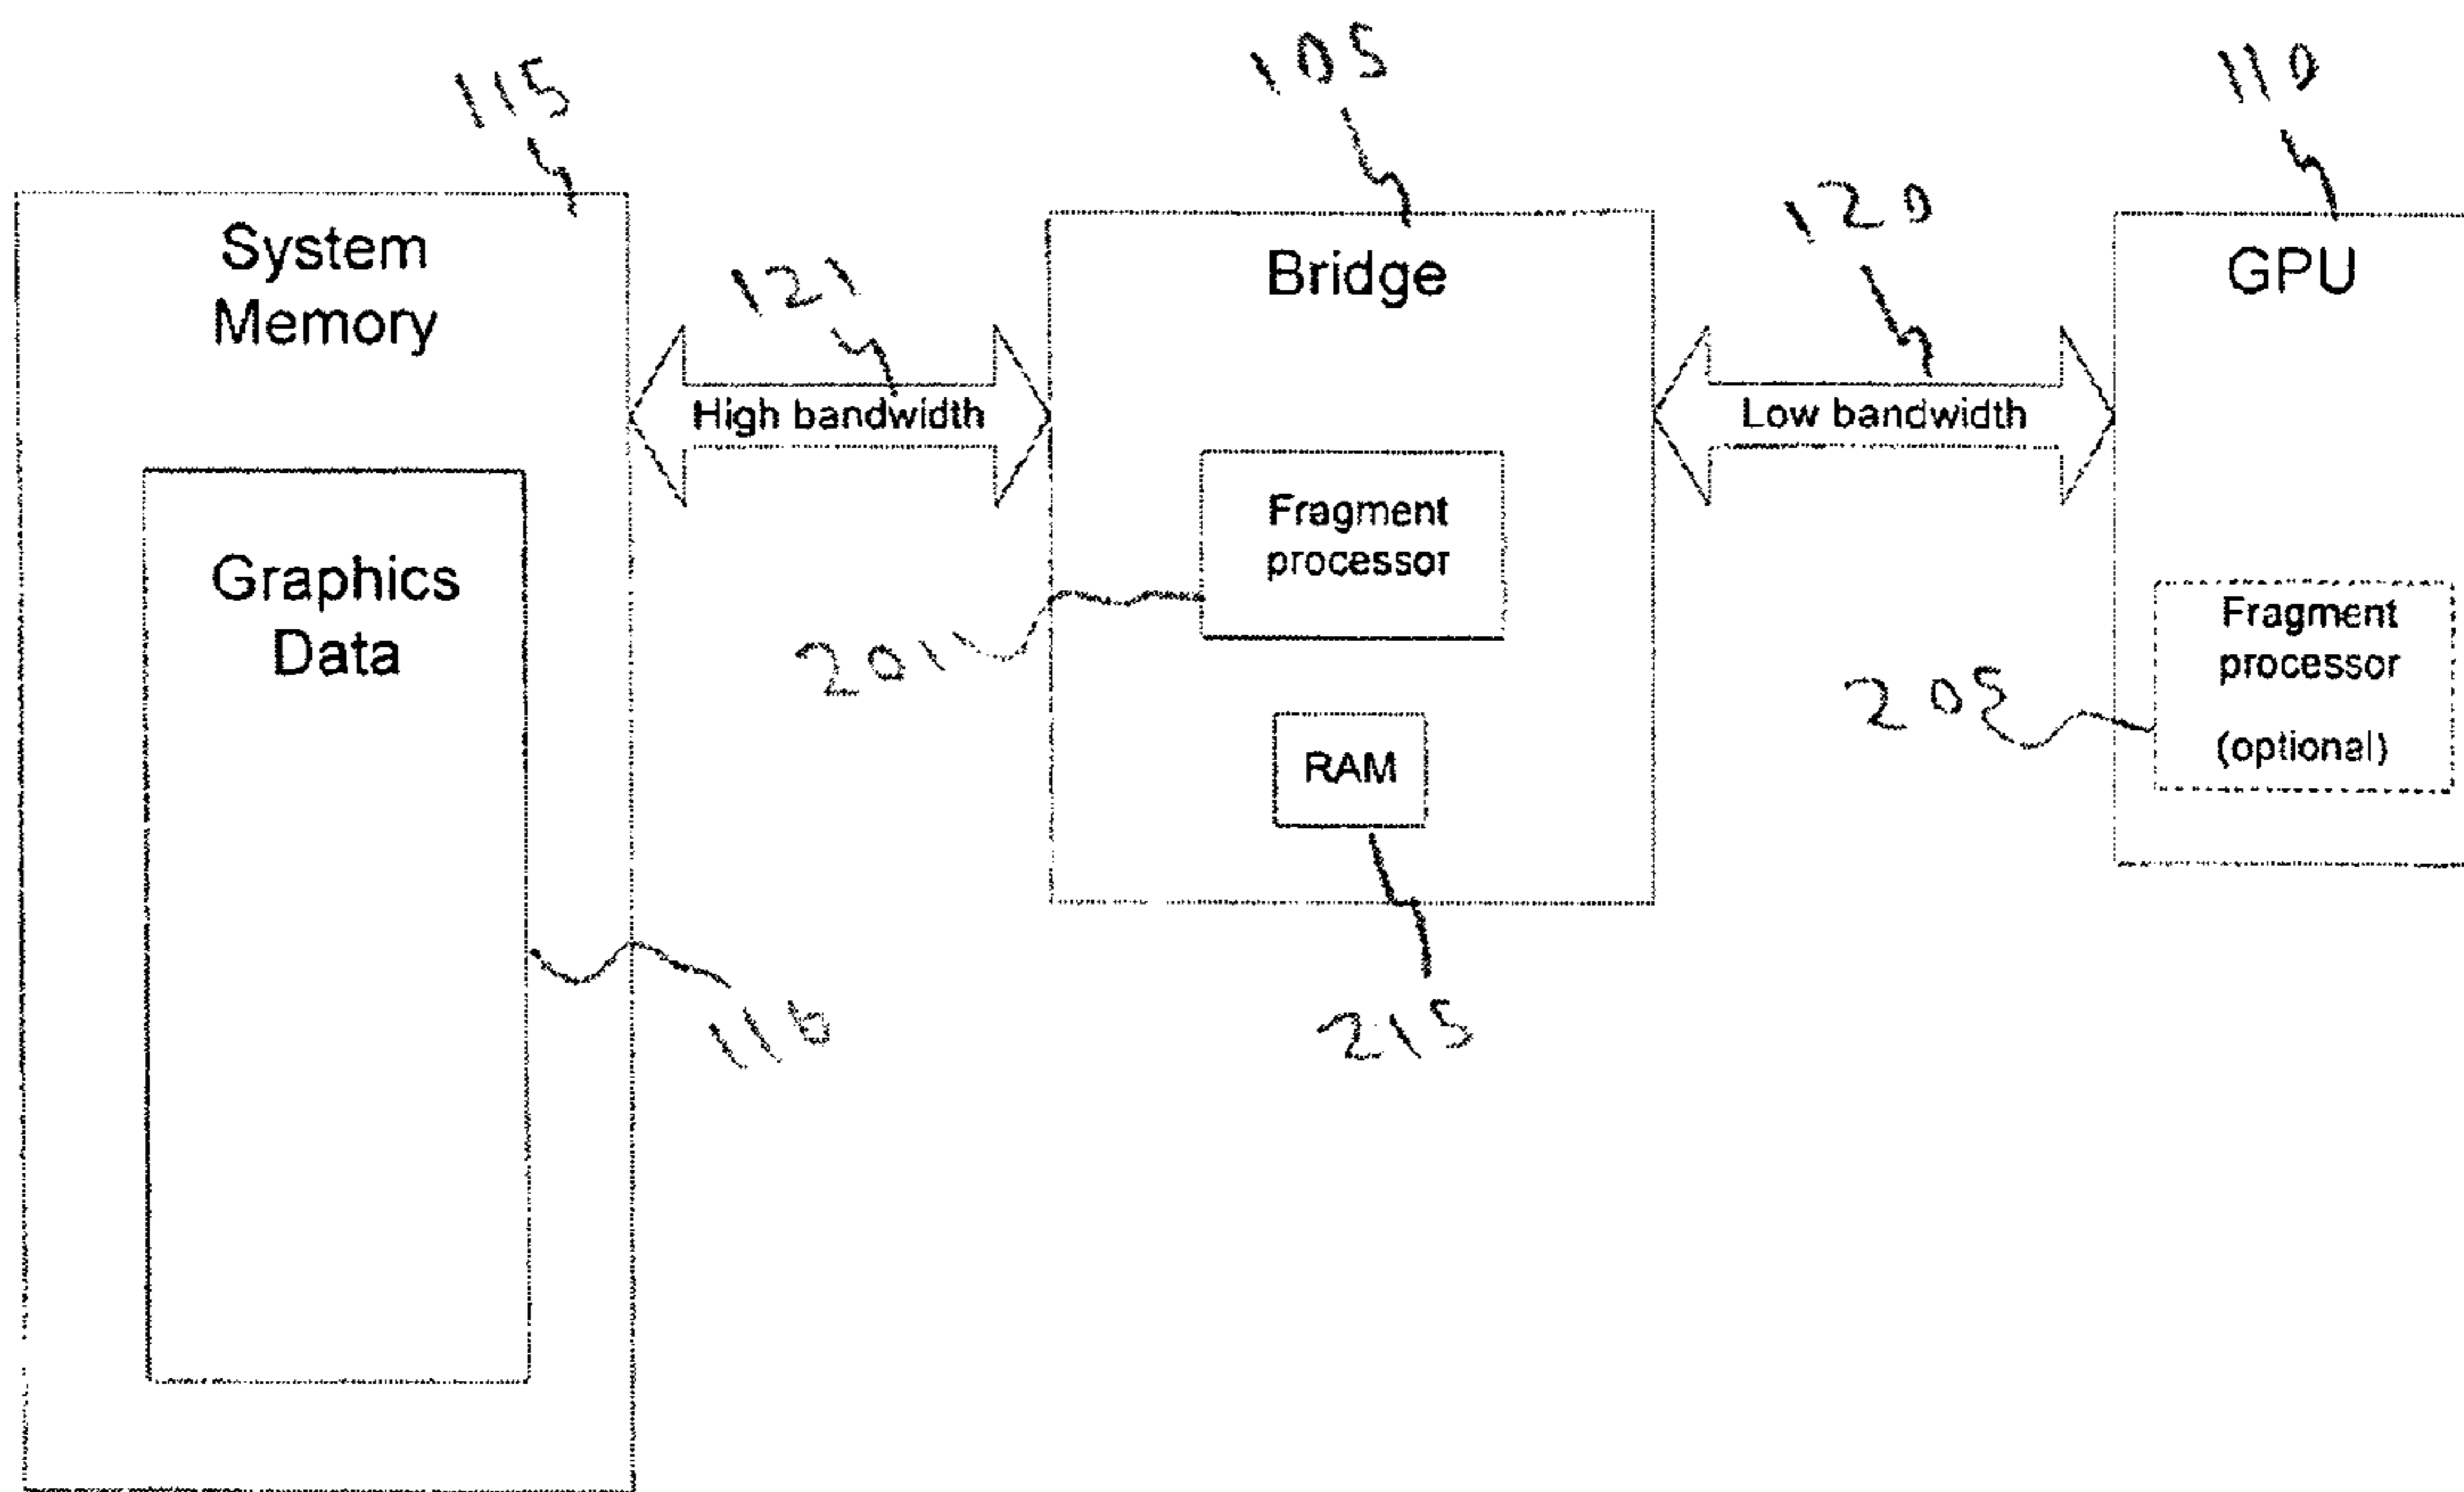 115
105
110
System
Memory
121
Bridge
120
GPU
High bandwidth
Low bandwidth
Graphics
Data
Fragment
processor
201
Fragment
processor
(optional)
205
RAM
116
215